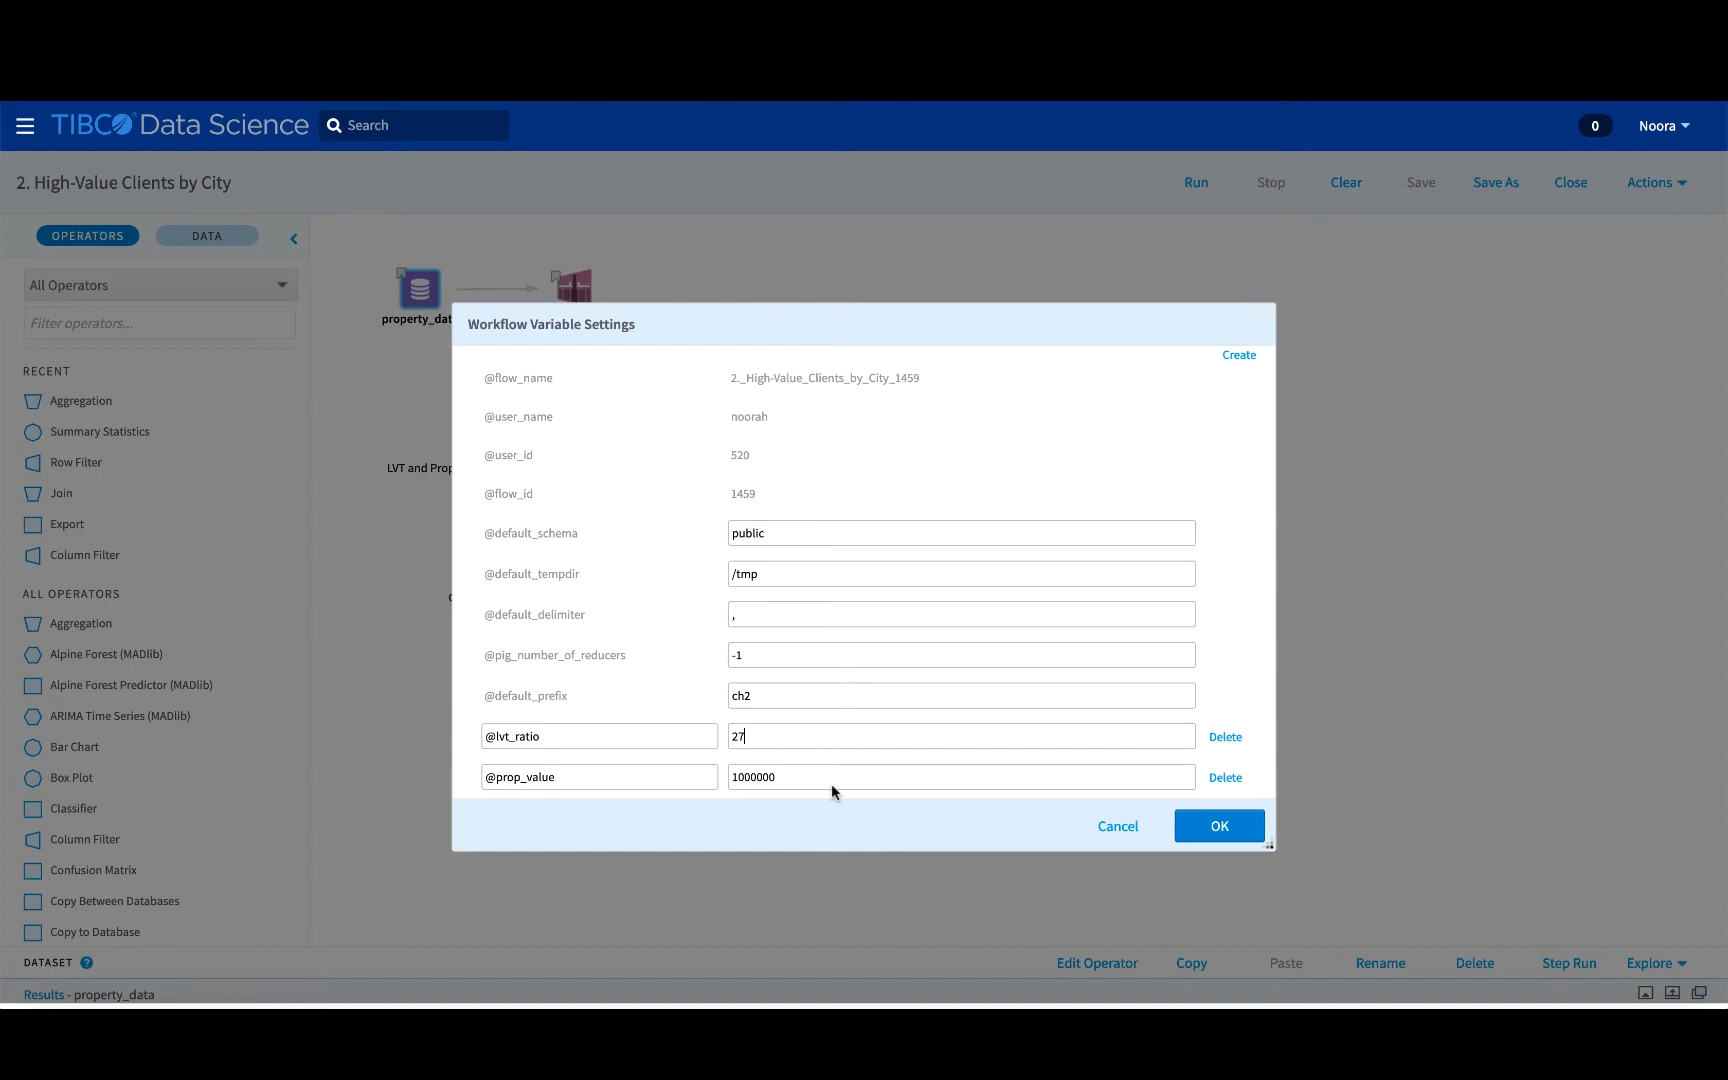 TIBCO Data Science
Search
0
Noora
2. High-Value Clients by City
Run
Stop
Clear
Save
Save As
Close
Actions
OPERATORS
DATA
All Operators
Filter operators...
RECENT
Aggregation
Summary Statistics
Row Filter
Join
Export
Column Filter
ALL OPERATORS
Aggregation
Alpine Forest (MADlib)
Alpine Forest Predictor (MADlib)
ARIMA Time Series (MADlib)
Bar Chart
Box Plot
Classifier
Column Filter
Confusion Matrix
Copy Between Databases
Copy to Database
property_dat
LVT and Prop
Workflow Variable Settings
Create
@flow_name 2._High-Value_Clients_by_City_1459
@user_name noorah
@user_id 520
@flow_id 1459
@default_schema public
@default_tempdir /tmp
@default_delimiter ,
@pig_number_of_reducers -1
@default_prefix ch2
@lvt_ratio 27 Delete
@prop_value 1000000 Delete
Cancel
OK
DATASET ?
Edit Operator
Copy
Paste
Rename
Delete
Step Run
Explore
Results - property_data